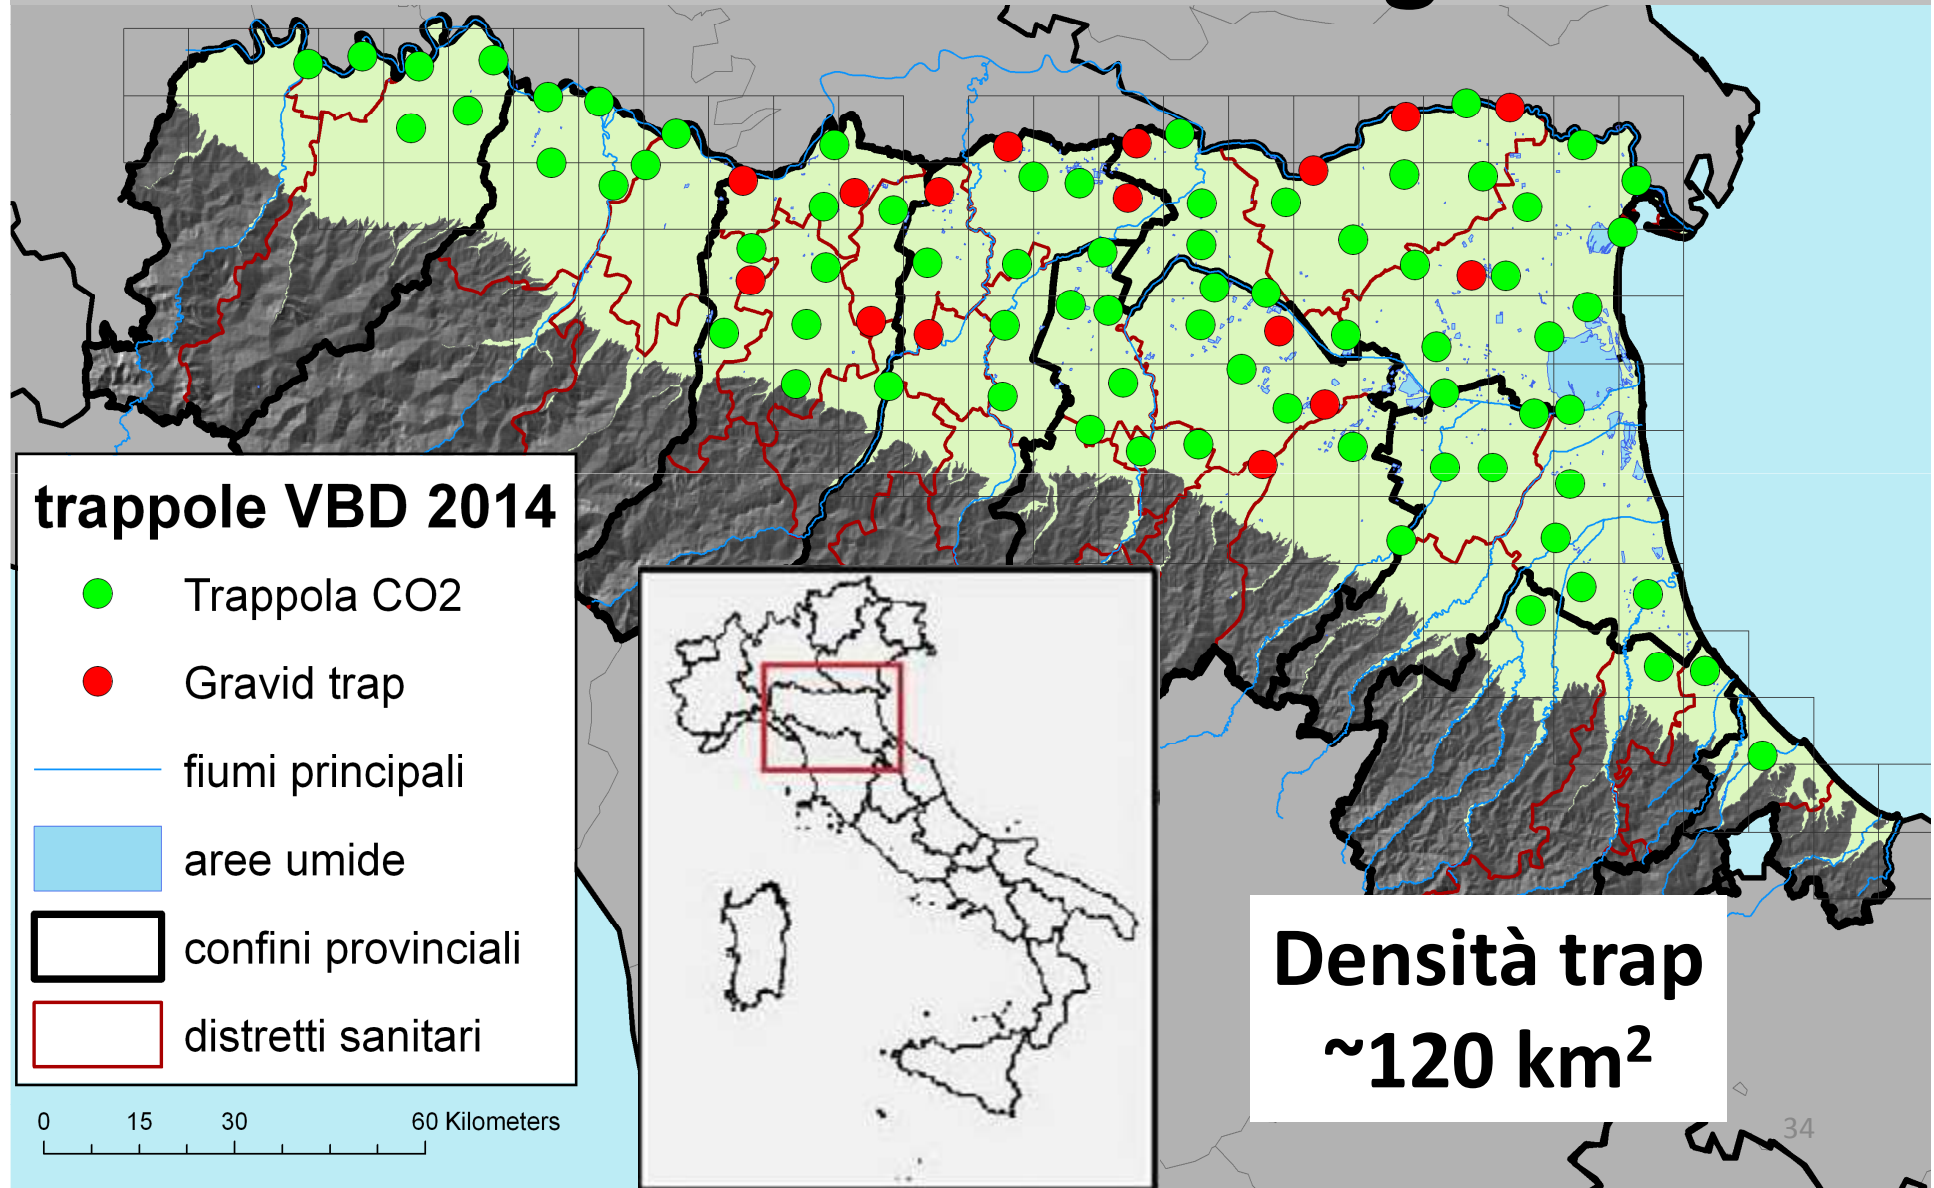 trappole VBD 2014
Trappola CO2
Gravid trap
fiumi principali
aree umide
confini provinciali
distretti sanitari
0 15 30 60 Kilometers
Densità trap
~120 km²
34